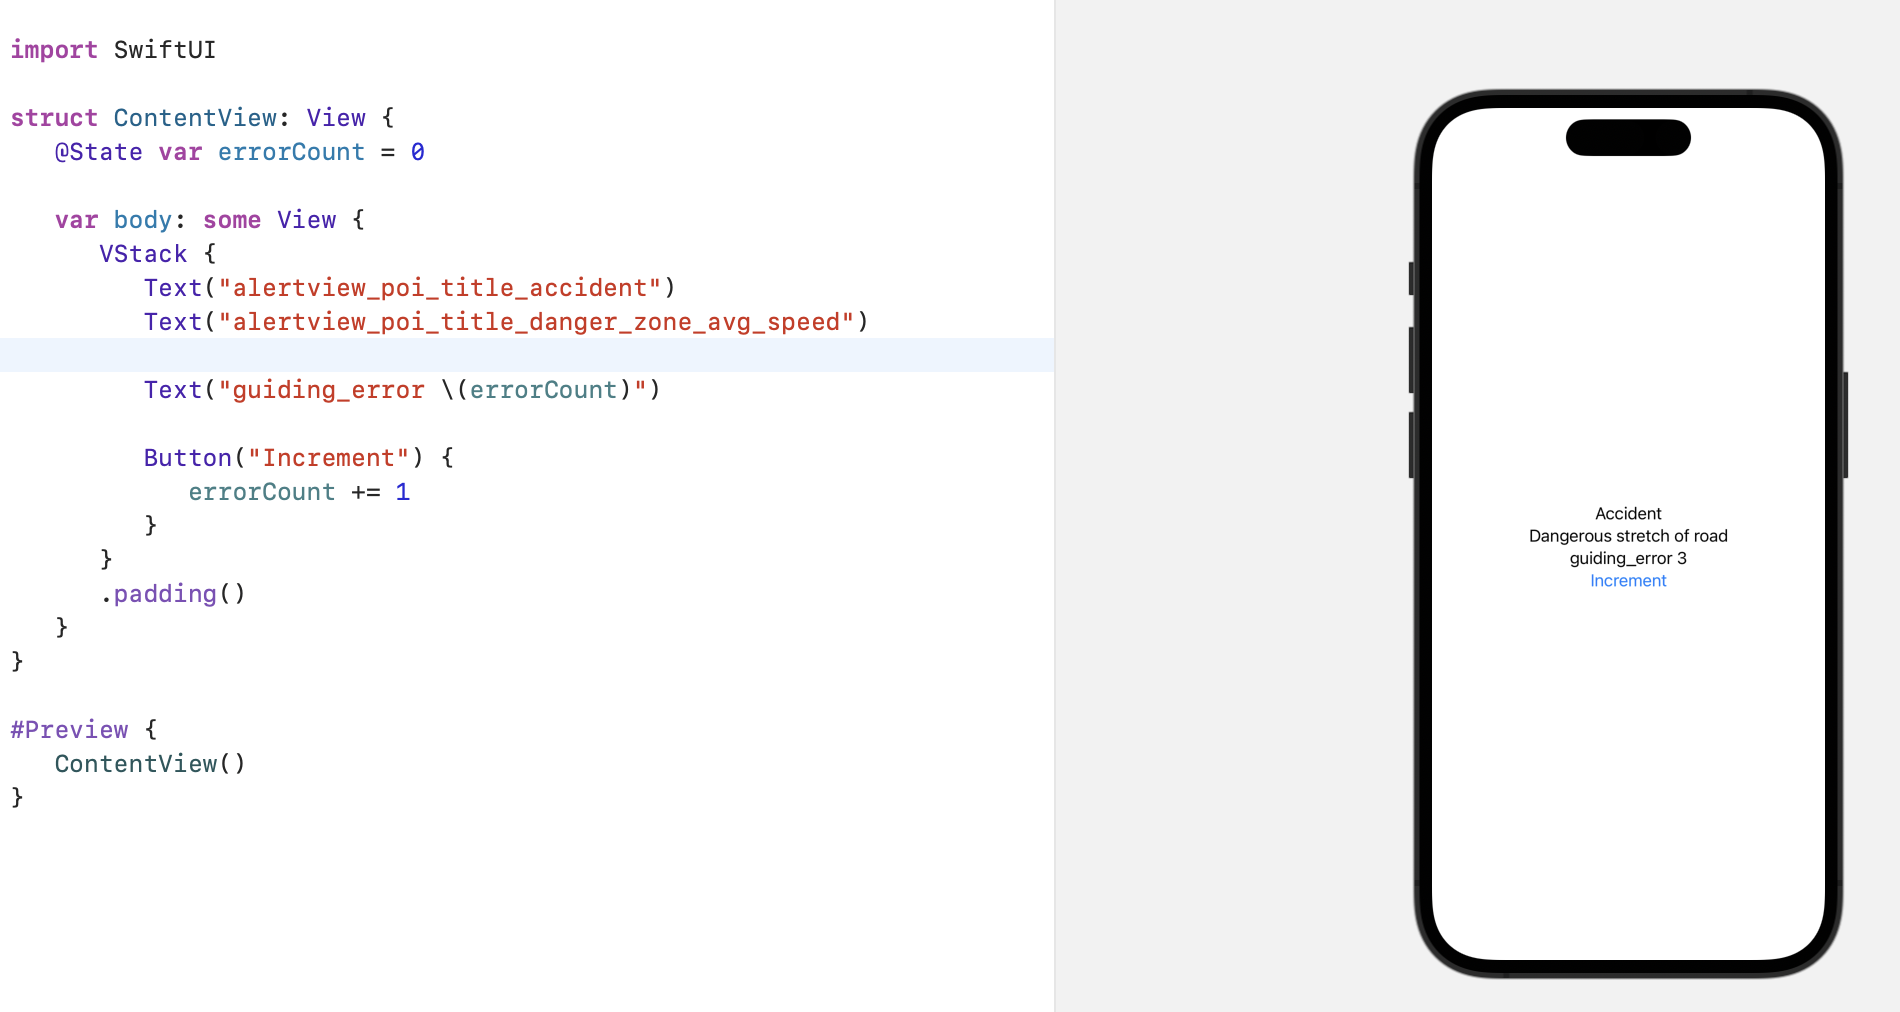 import SwiftUI
struct ContentView: View {
@State var errorCount = 0
var body: some View {
VStack {
Text("alertview_poi_title_accident")
Text("alertview_poi_title_danger_zone_avg_speed")
Text("guiding_error \(errorCount)")
Button("Increment") {
errorCount += 1
}
}
.padding()
}
}
#Preview {
ContentView()
}
Accident
Dangerous stretch of road
guiding_error 3
Increment